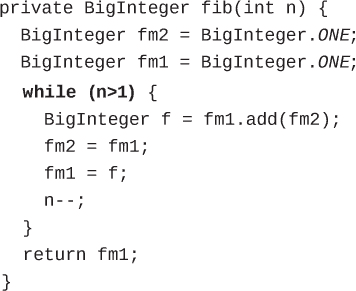 private BigInteger fib(int n) {
  BigInteger fm2 = BigInteger.ONE;
  BigInteger fm1 = BigInteger.ONE;
  while (n>1) {
    BigInteger f = fm1.add(fm2);
    fm2 = fm1;
    fm1 = f;
    n--;
  }
  return fm1;
}